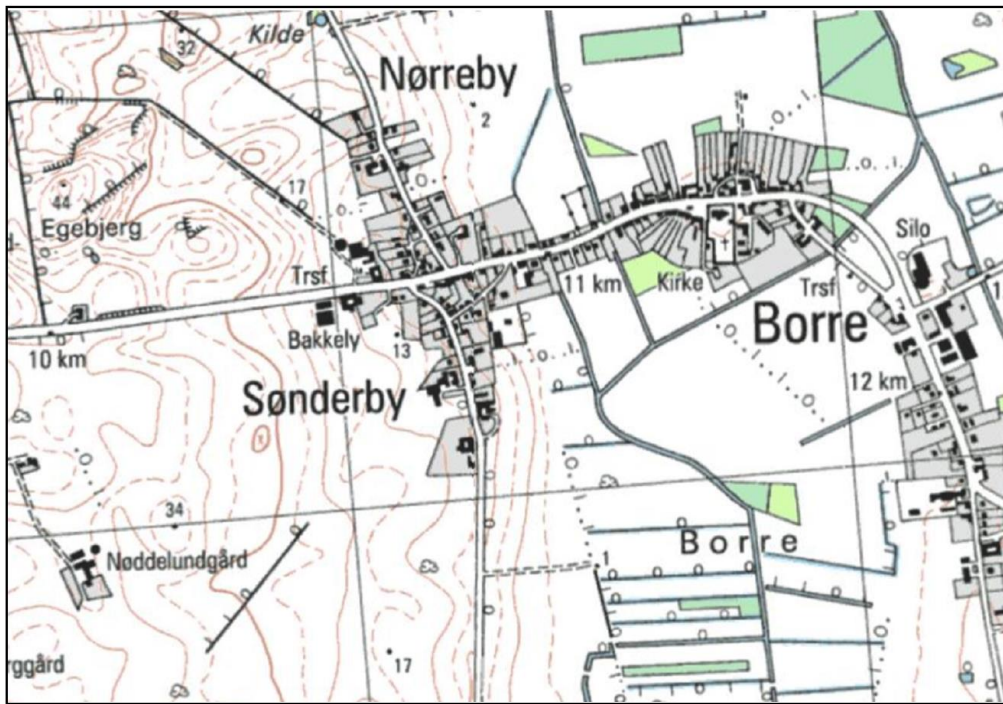 32
Kilde
Nørreby
2
17
44
Egebjerg
Silo
Trsf
11 km
Kirke
Trsf
Bakkely
13
Borre
10 km
12 km
Sønderby
34
Nøddelundgård
Borre
1
rggård
17